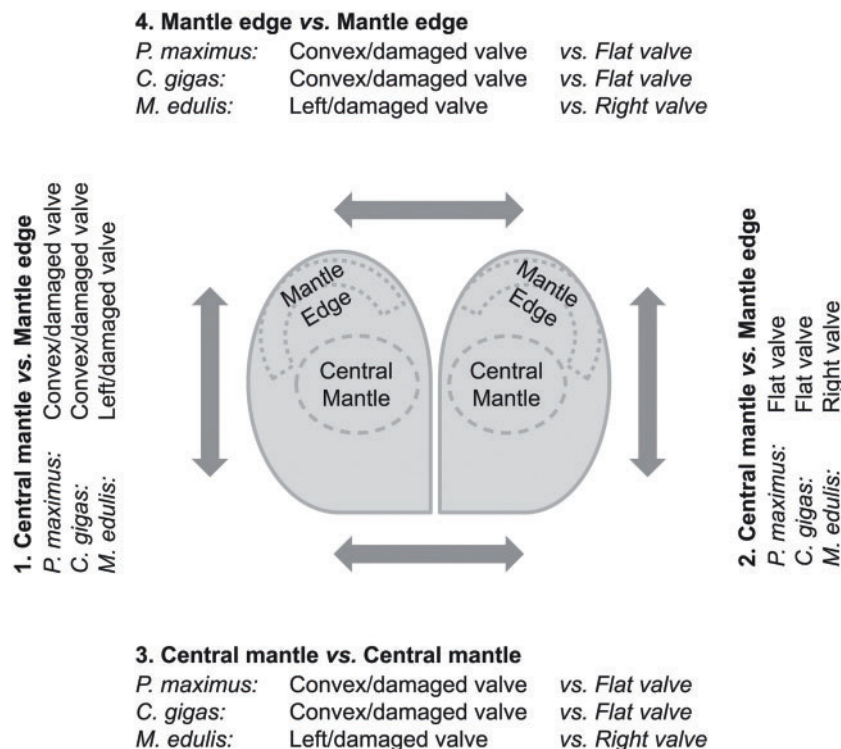 4. Mantle edge vs. Mantle edge
P. maximus: Convex/damaged valve vs. Flat valve
C. gigas: Convex/damaged valve vs. Flat valve
M. edulis: Left/damaged valve vs. Right valve
1. Central mantle vs. Mantle edge
P. maximus: Convex/damaged valve
C. gigas: Convex/damaged valve
M. edulis: Left/damaged valve
Mantle
Edge
Central
Mantle
Mantle
Edge
Central
Mantle
2. Central mantle vs. Mantle edge
P. maximus: Flat valve
C. gigas: Flat valve
M. edulis: Right valve
3. Central mantle vs. Central mantle
P. maximus: Convex/damaged valve vs. Flat valve
C. gigas: Convex/damaged valve vs. Flat valve
M. edulis: Left/damaged valve vs. Right valve